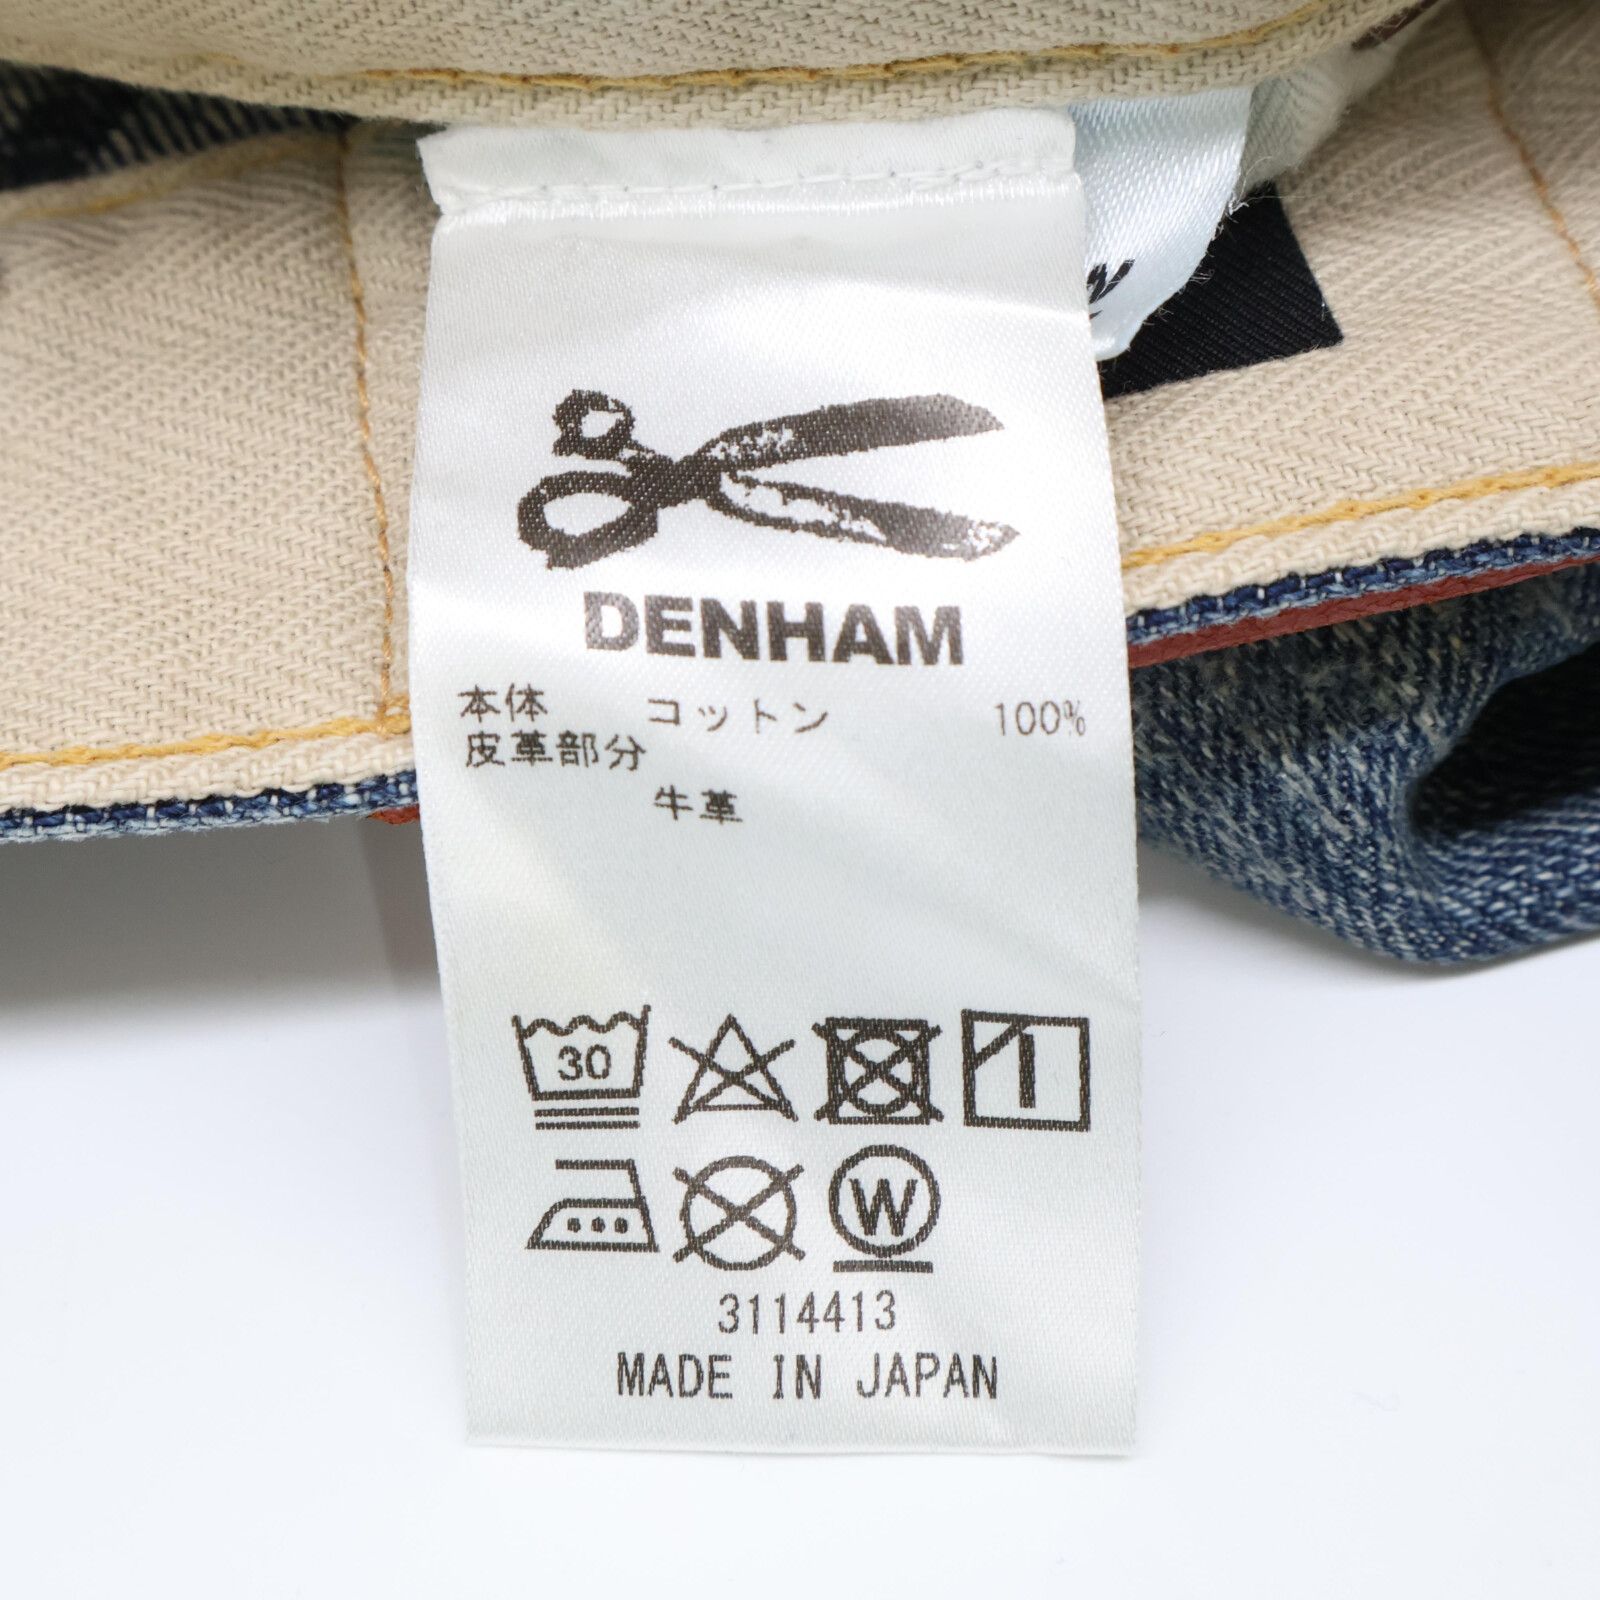 DENHAM
本体 コットン 100%
皮革部分
牛革
30
W
3114413
MADE IN JAPAN